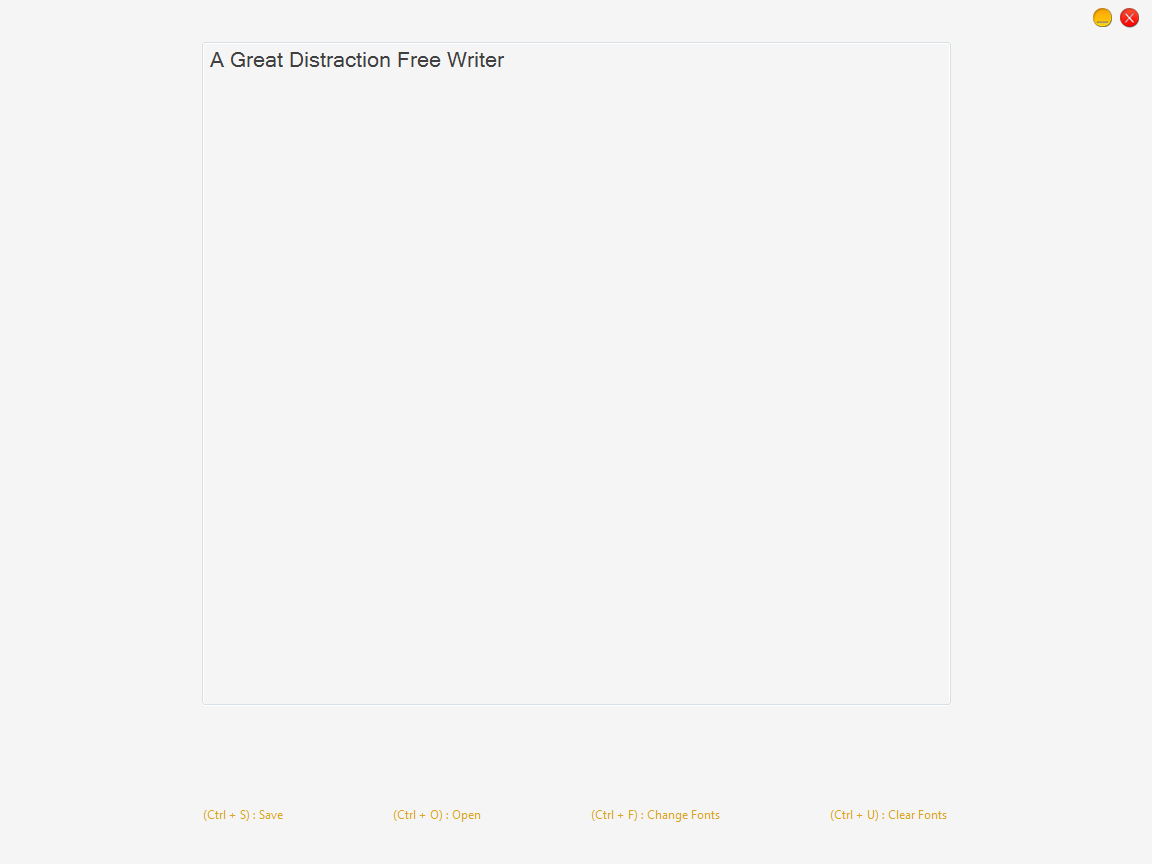 A Great Distraction Free Writer
(Ctrl + S) : Save (Ctrl + O) : Open (Ctrl + F) : Change Fonts (Ctrl + U) : Clear Fonts